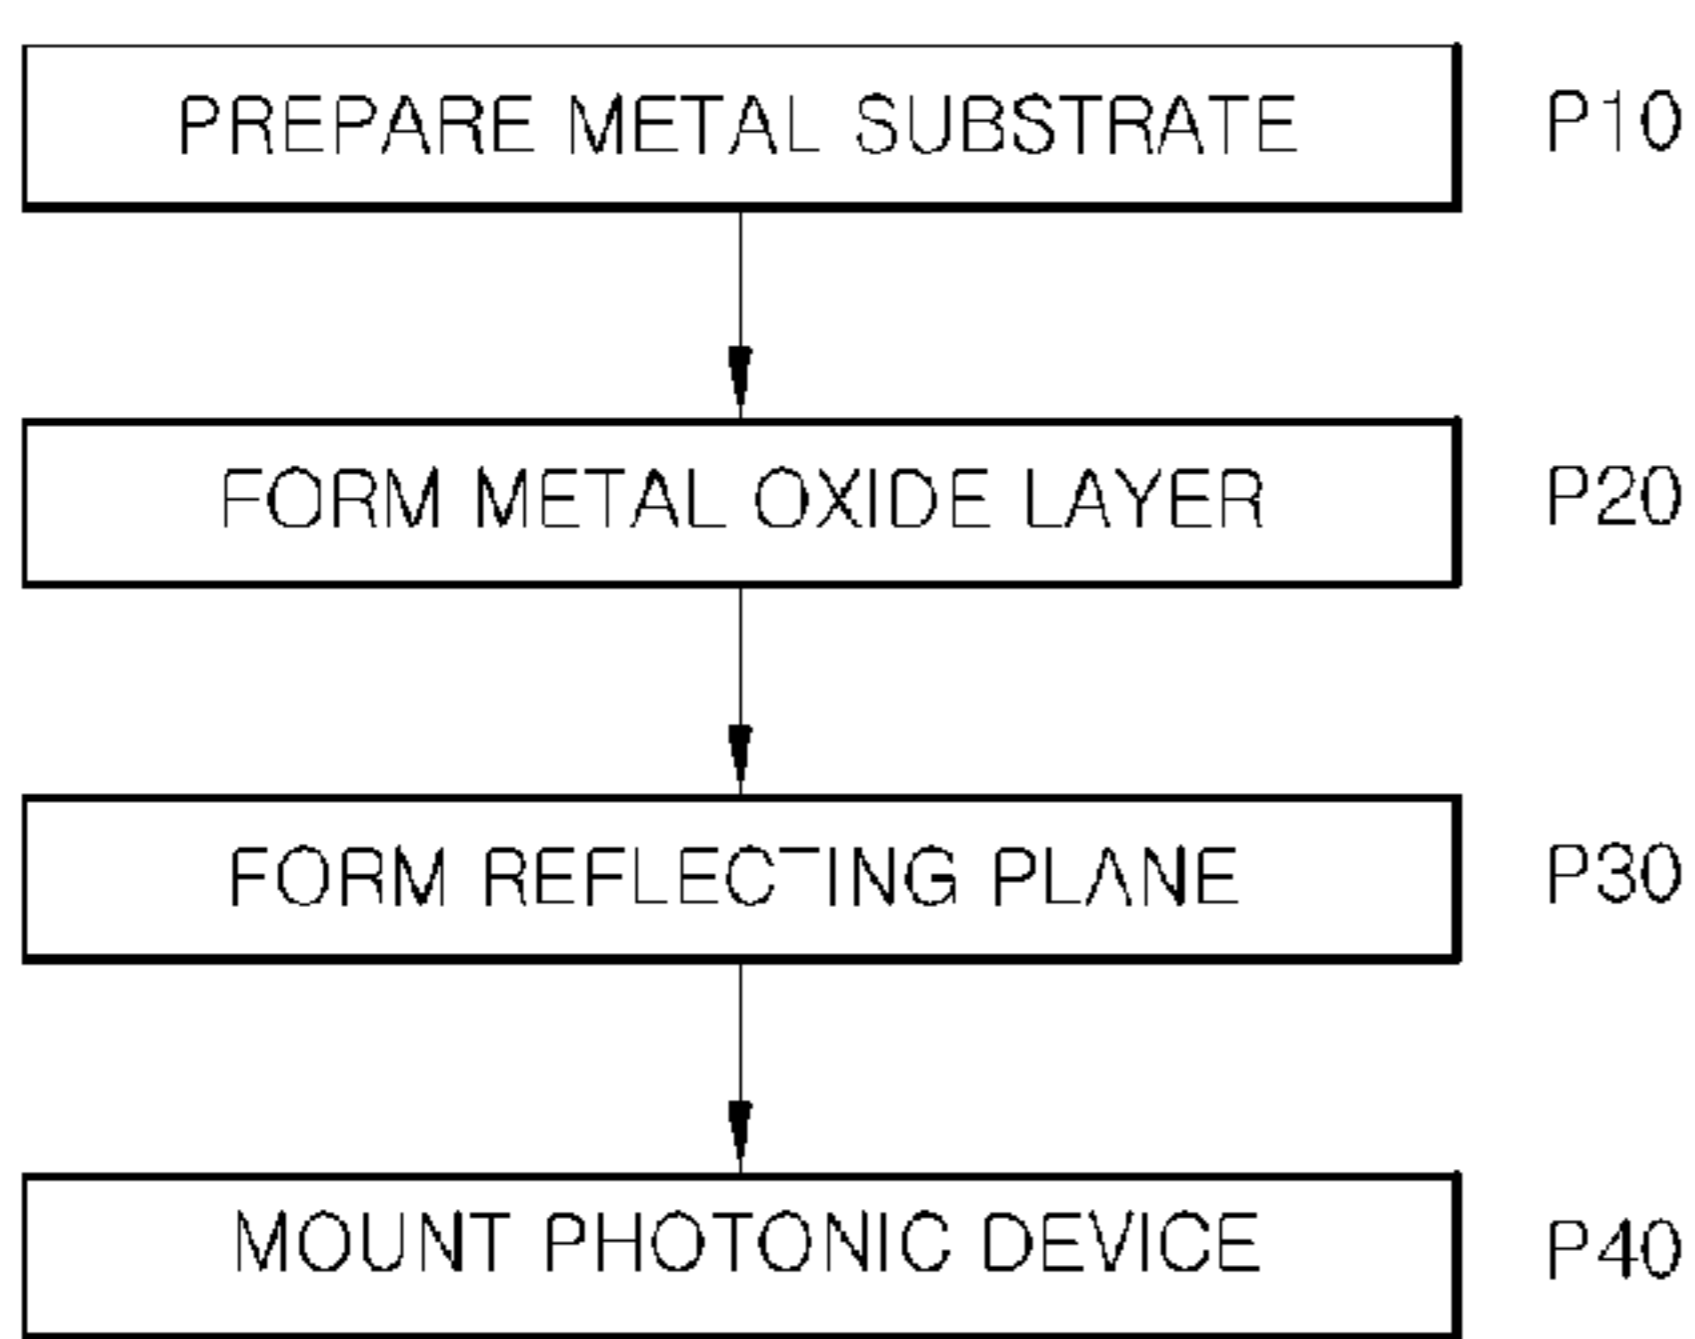 PREPARE METAL SUBSTRATE P10
FORM METAL OXIDE LAYER P20
FORM REFLECTING PLANE P30
MOUNT PHOTONIC DEVICE P40